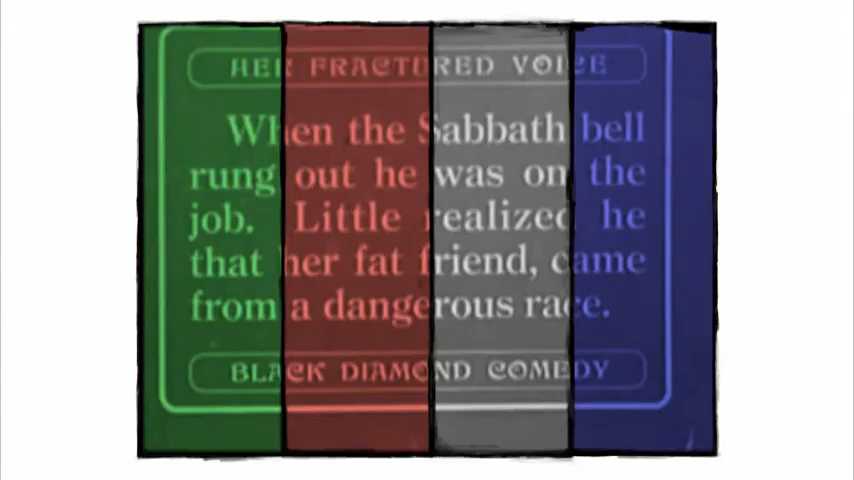 HER FRACTURED VOICE
When the Sabbath bell
rung out he was on the
job. Little realized he
that her fat friend, came
from a dangerous race.
BLACK DIAMOND COMEDY